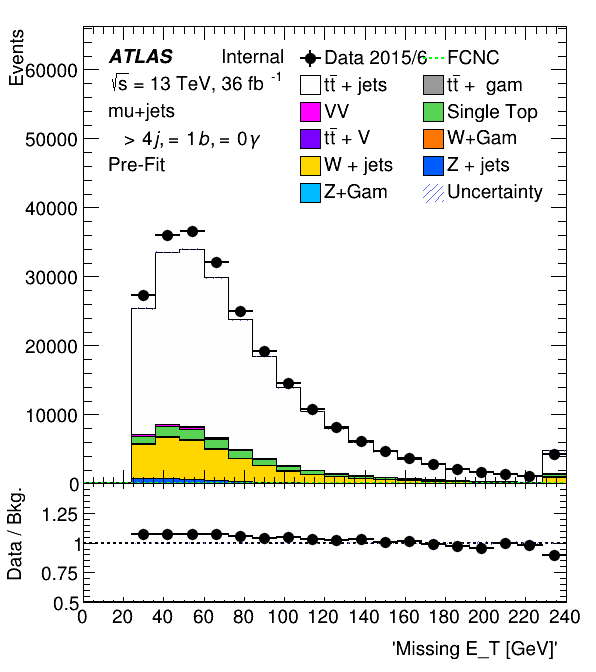 Events
60000
50000
40000
30000
20000
10000
0
ATLAS Internal
√s = 13 TeV, 36 fb -1
mu+jets
> 4j, = 1b, = 0γ
Pre-Fit
Data 2015/6 FCNC
tt̅ + jets tt̅ + gam
VV Single Top
tt̅ + V W+Gam
W + jets Z + jets
Z+Gam Uncertainty
Data / Bkg.
1.25
1
0.75
0.5
0 20 40 60 80 100 120 140 160 180 200 220 240
'Missing E_T [GeV]'